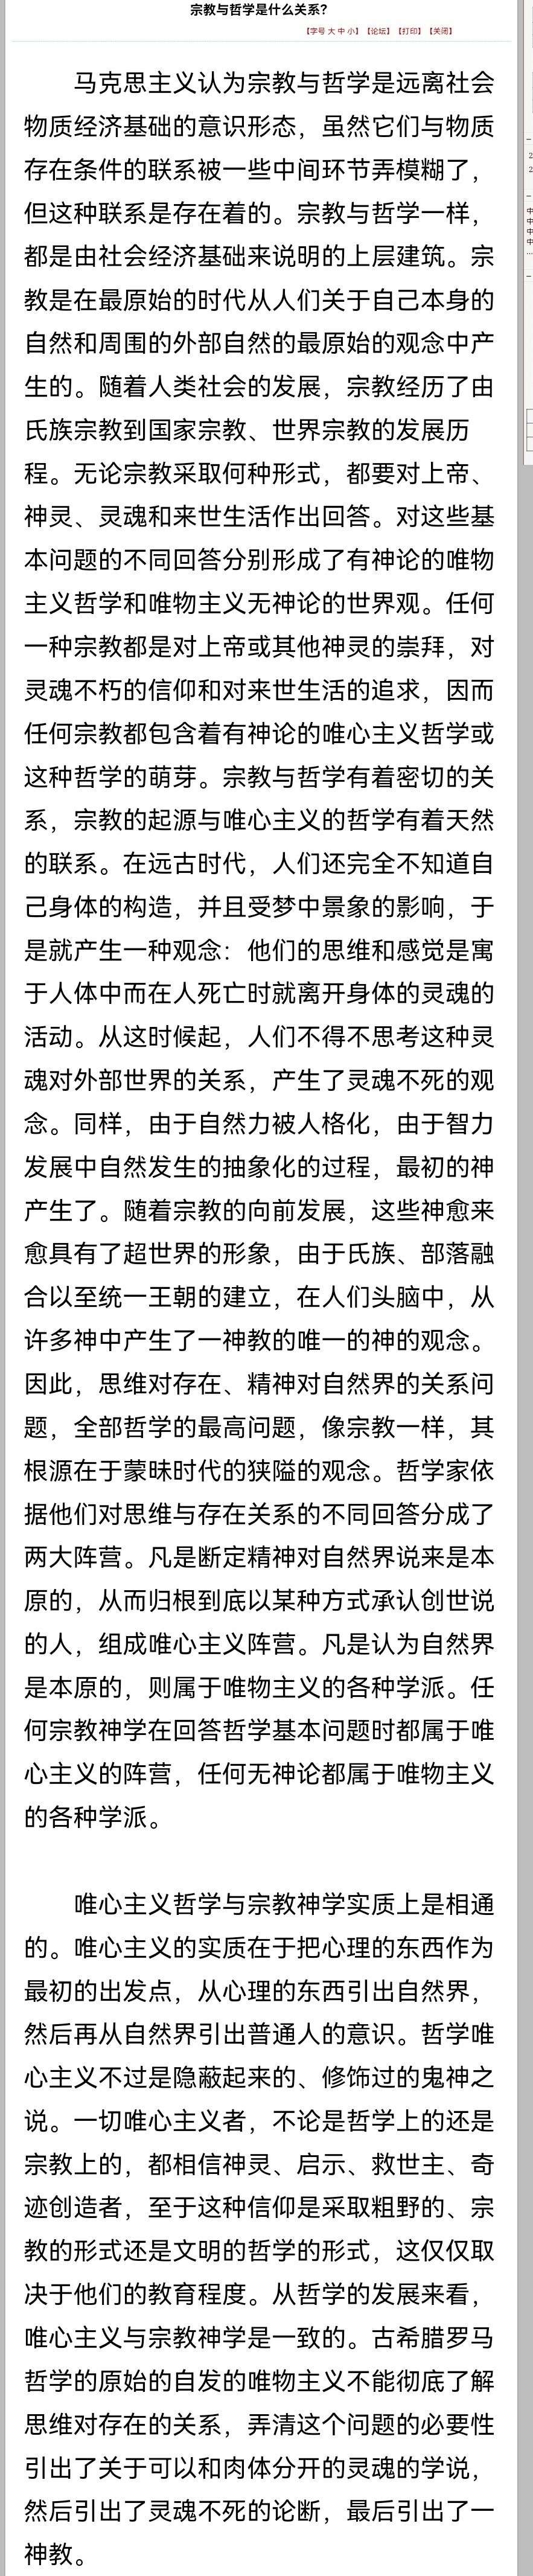 宗教与哲学是什么关系?
【字号 大 中 小】【论坛】【打印】【关闭】
马克思主义认为宗教与哲学是远离社会
物质经济基础的意识形态，虽然它们与物质
存在条件的联系被一些中间环节弄模糊了，
但这种联系是存在着的。宗教与哲学一样，
都是由社会经济基础来说明的上层建筑。宗
教是在最原始的时代从人们关于自己本身的
自然和周围的外部自然的最原始的观念中产
生的。随着人类社会的发展，宗教经历了由
氏族宗教到国家宗教、世界宗教的发展历
程。无论宗教采取何种形式，都要对上帝、
神灵、灵魂和来世生活作出回答。对这些基
本问题的不同回答分别形成了有神论的唯物
主义哲学和唯物主义无神论的世界观。任何
一种宗教都是对上帝或其他神灵的崇拜，对
灵魂不朽的信仰和对来世生活的追求，因而
任何宗教都包含着有神论的唯心主义哲学或
这种哲学的萌芽。宗教与哲学有着密切的关
系，宗教的起源与唯心主义的哲学有着天然
的联系。在远古时代，人们还完全不知道自
己身体的构造，并且受梦中景象的影响，于
是就产生一种观念：他们的思维和感觉是寓
于人体中而在人死亡时就离开身体的灵魂的
活动。从这时候起，人们不得不思考这种灵
魂对外部世界的关系，产生了灵魂不死的观
念。同样，由于自然力被人格化，由于智力
发展中自然发生的抽象化的过程，最初的神
产生了。随着宗教的向前发展，这些神愈来
愈具有了超世界的形象，由于氏族、部落融
合以至统一王朝的建立，在人们头脑中，从
许多神中产生了一神教的唯一的神的观念。
因此，思维对存在、精神对自然界的关系问
题，全部哲学的最高问题，像宗教一样，其
根源在于蒙昧时代的狭隘的观念。哲学家依
据他们对思维与存在关系的不同回答分成了
两大阵营。凡是断定精神对自然界说来是本
原的，从而归根到底以某种方式承认创世说
的人，组成唯心主义阵营。凡是认为自然界
是本原的，则属于唯物主义的各种学派。任
何宗教神学在回答哲学基本问题时都属于唯
心主义的阵营，任何无神论都属于唯物主义
的各种学派。
唯心主义哲学与宗教神学实质上是相通
的。唯心主义的实质在于把心理的东西作为
最初的出发点，从心理的东西引出自然界，
然后再从自然界引出普通人的意识。哲学唯
心主义不过是隐蔽起来的、修饰过的鬼神之
说。一切唯心主义者，不论是哲学上的还是
宗教上的，都相信神灵、启示、救世主、奇
迹创造者，至于这种信仰是采取粗野的、宗
教的形式还是文明的哲学的形式，这仅仅取
决于他们的教育程度。从哲学的发展来看，
唯心主义与宗教神学是一致的。古希腊罗马
哲学的原始的自发的唯物主义不能彻底了解
思维对存在的关系，弄清这个问题的必要性
引出了关于可以和肉体分开的灵魂的学说，
然后引出了灵魂不死的论断，最后引出了一
神教。